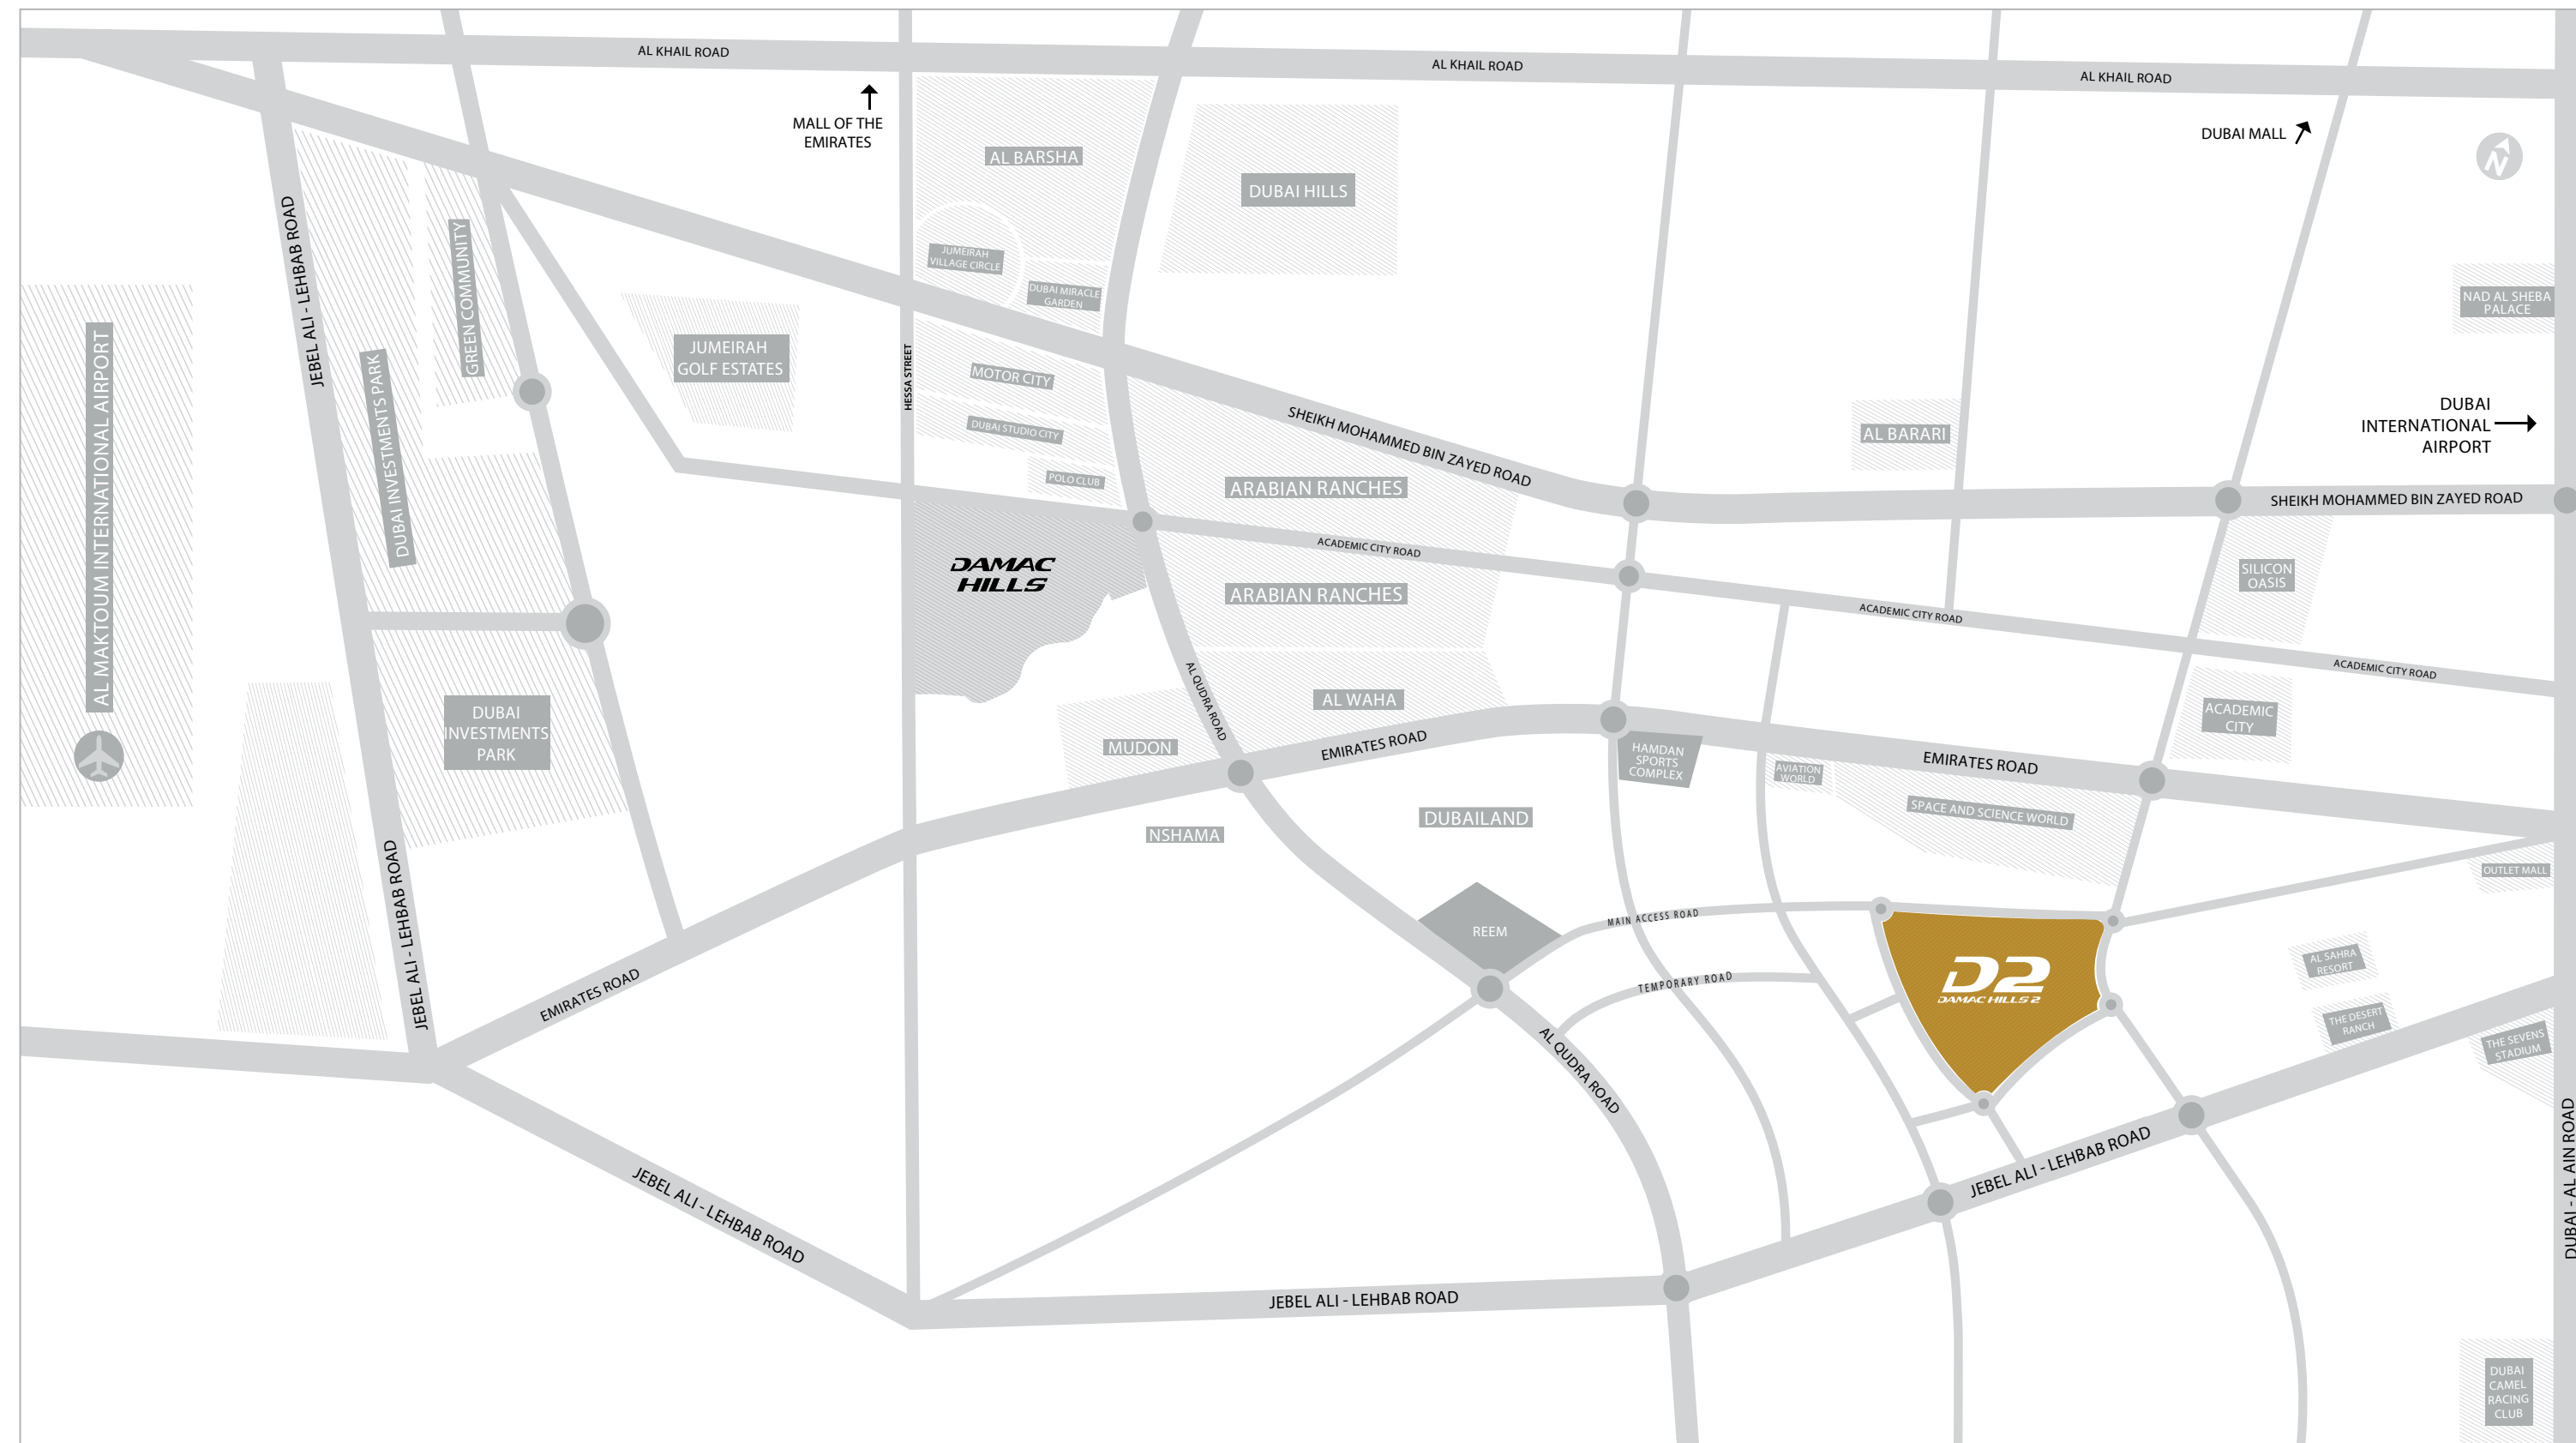 AL KHAIL ROAD
AL KHAIL ROAD
AL KHAIL ROAD
MALL OF THE
EMIRATES
DUBAI MALL
N
AL BARSHA
DUBAI HILLS
JEBEL ALI - LEHBAB ROAD
GREEN COMMUNITY
JUMEIRAH
VILLAGE CIRCLE
DUBAI MIRACLE
GARDEN
NAD AL SHEBA
PALACE
AL MAKTOUM INTERNATIONAL AIRPORT
DUBAI INVESTMENTS PARK
JUMEIRAH
GOLF ESTATES
HESSA STREET
MOTOR CITY
DUBAI STUDIO CITY
POLO CLUB
SHEIKH MOHAMMED BIN ZAYED ROAD
AL BARARI
DUBAI
INTERNATIONAL
AIRPORT
ARABIAN RANCHES
SHEIKH MOHAMMED BIN ZAYED ROAD
ACADEMIC CITY ROAD
DAMAC
HILLS
ARABIAN RANCHES
SILICON
OASIS
ACADEMIC CITY ROAD
ACADEMIC CITY ROAD
AL QUDRA ROAD
AL WAHA
ACADEMIC
CITY
DUBAI
INVESTMENTS
PARK
MUDON
EMIRATES ROAD
HAMDAN
SPORTS
COMPLEX
AVIATION
WORLD
EMIRATES ROAD
SPACE AND SCIENCE WORLD
NSHAMA
DUBAILAND
JEBEL ALI - LEHBAB ROAD
OUTLET MALL
REEM
MAIN ACCESS ROAD
TEMPORARY ROAD
D2
DAMAC HILLS 2
AL SAHRA
RESORT
THE DESERT
RANCH
THE SEVENS
STADIUM
EMIRATES ROAD
AL QUDRA ROAD
JEBEL ALI - LEHBAB ROAD
JEBEL ALI - LEHBAB ROAD
JEBEL ALI - LEHBAB ROAD
DUBAI - AL AIN ROAD
DUBAI
CAMEL
RACING
CLUB